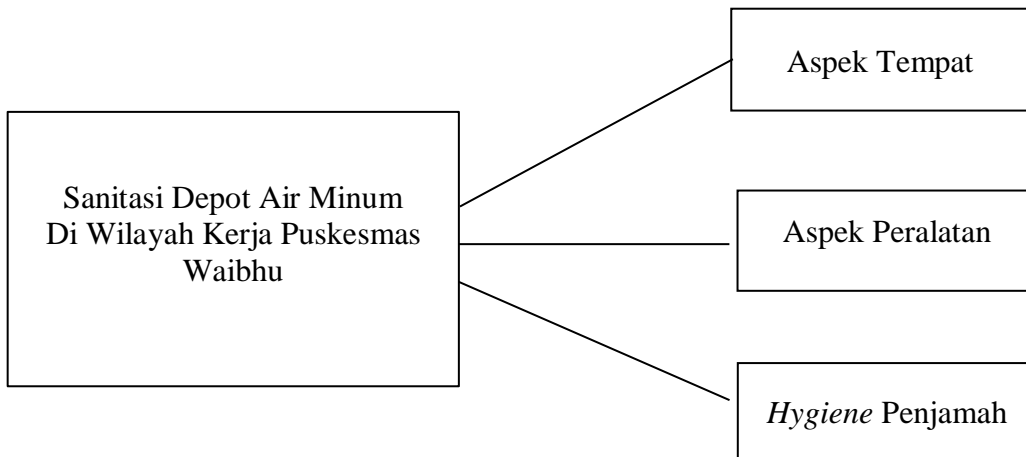 Sanitasi Depot Air Minum
Di Wilayah Kerja Puskesmas
Waibhu
Aspek Tempat
Aspek Peralatan
Hygiene Penjamah